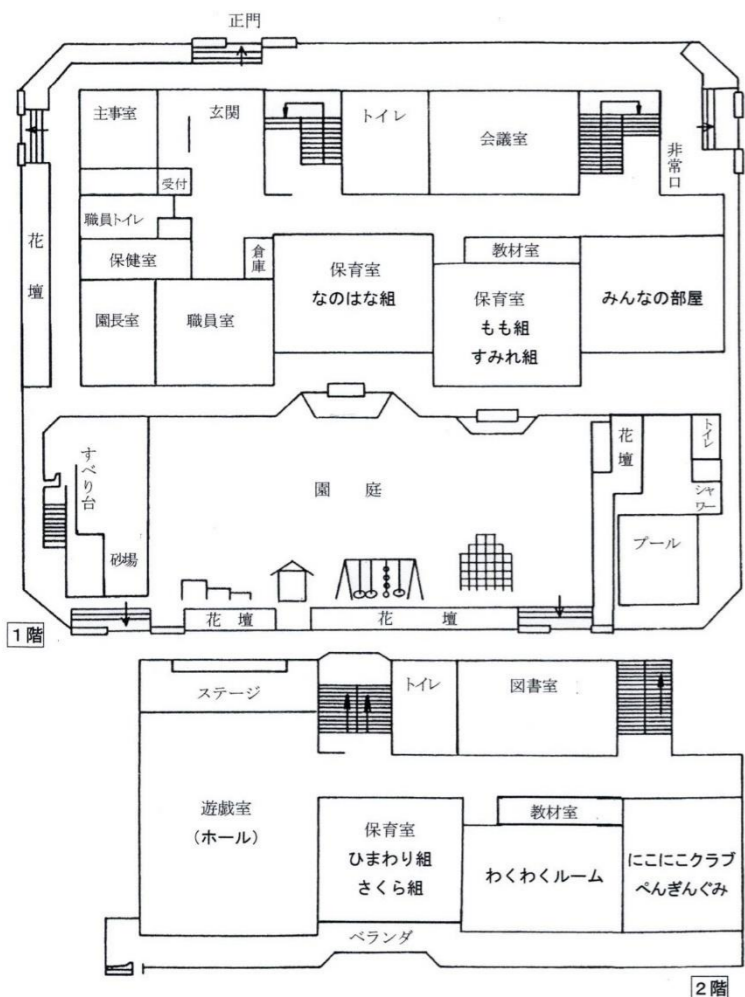 正門
主事室
玄関
トイレ
会議室
非常口
受付
職員トイレ
花壇
保健室
倉庫
保育室
なのはな組
教材室
保育室
もも組
すみれ組
みんなの部屋
園長室
職員室
すべり台
砂場
園庭
花壇
トイレ
シャワー
プール
花壇
花壇
1階
ステージ
トイレ
図書室
遊戯室
(ホール)
保育室
ひまわり組
さくら組
教材室
わくわくルーム
にこにこクラブ
ぺんぎんぐみ
ベランダ
2階